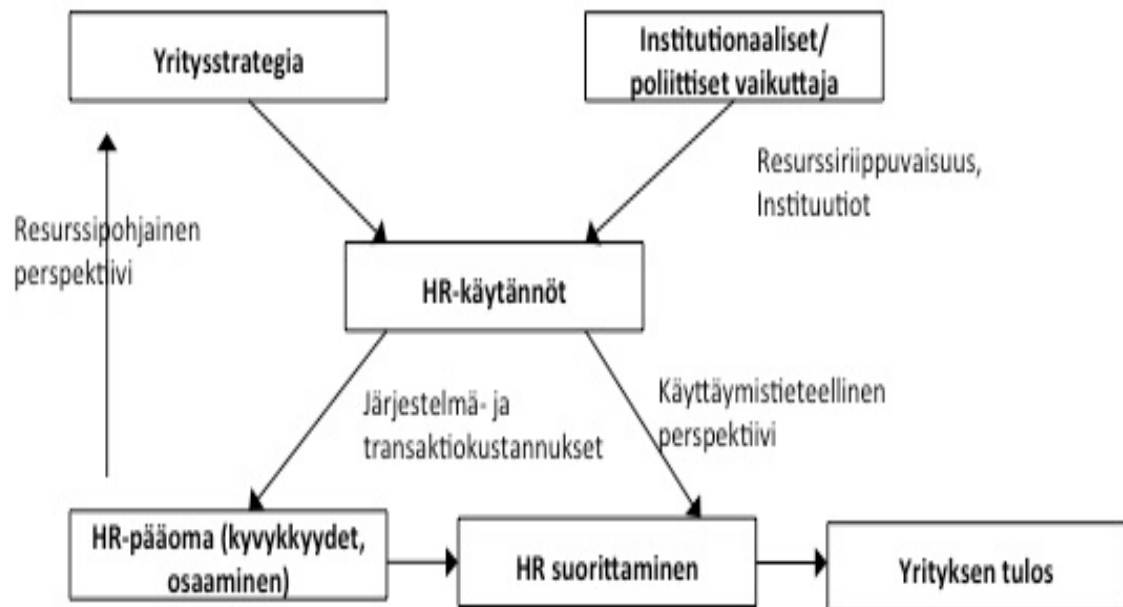 Yritysstrategia
Institutionaaliset/
poliittiset vaikuttaja
Resurssiriippuvaisuus,
Instituutiot
Resurssipohjainen
perspektiivi
HR-käytännöt
Järjestelmä- ja
transaktiokustannukset
Käyttäymistieteellinen
perspektiivi
HR-pääoma (kyvykkyydet,
osaaminen)
HR suorittaminen
Yrityksen tulos